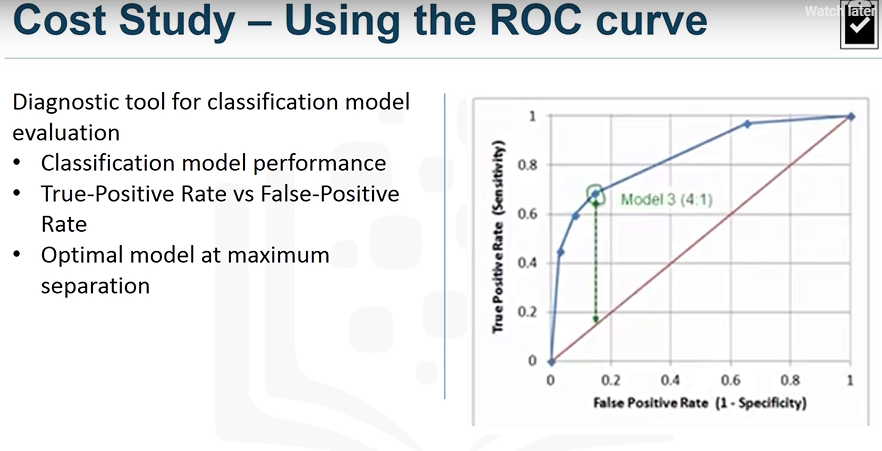 Cost Study – Using the ROC curve
Watch later
Diagnostic tool for classification model
evaluation
• Classification model performance
• True-Positive Rate vs False-Positive
Rate
• Optimal model at maximum
separation
True Positive Rate (Sensitivity)
1
0.8
0.6
0.4
0.2
0
Model 3 (4:1)
0 0.2 0.4 0.6 0.8 1
False Positive Rate (1 - Specificity)